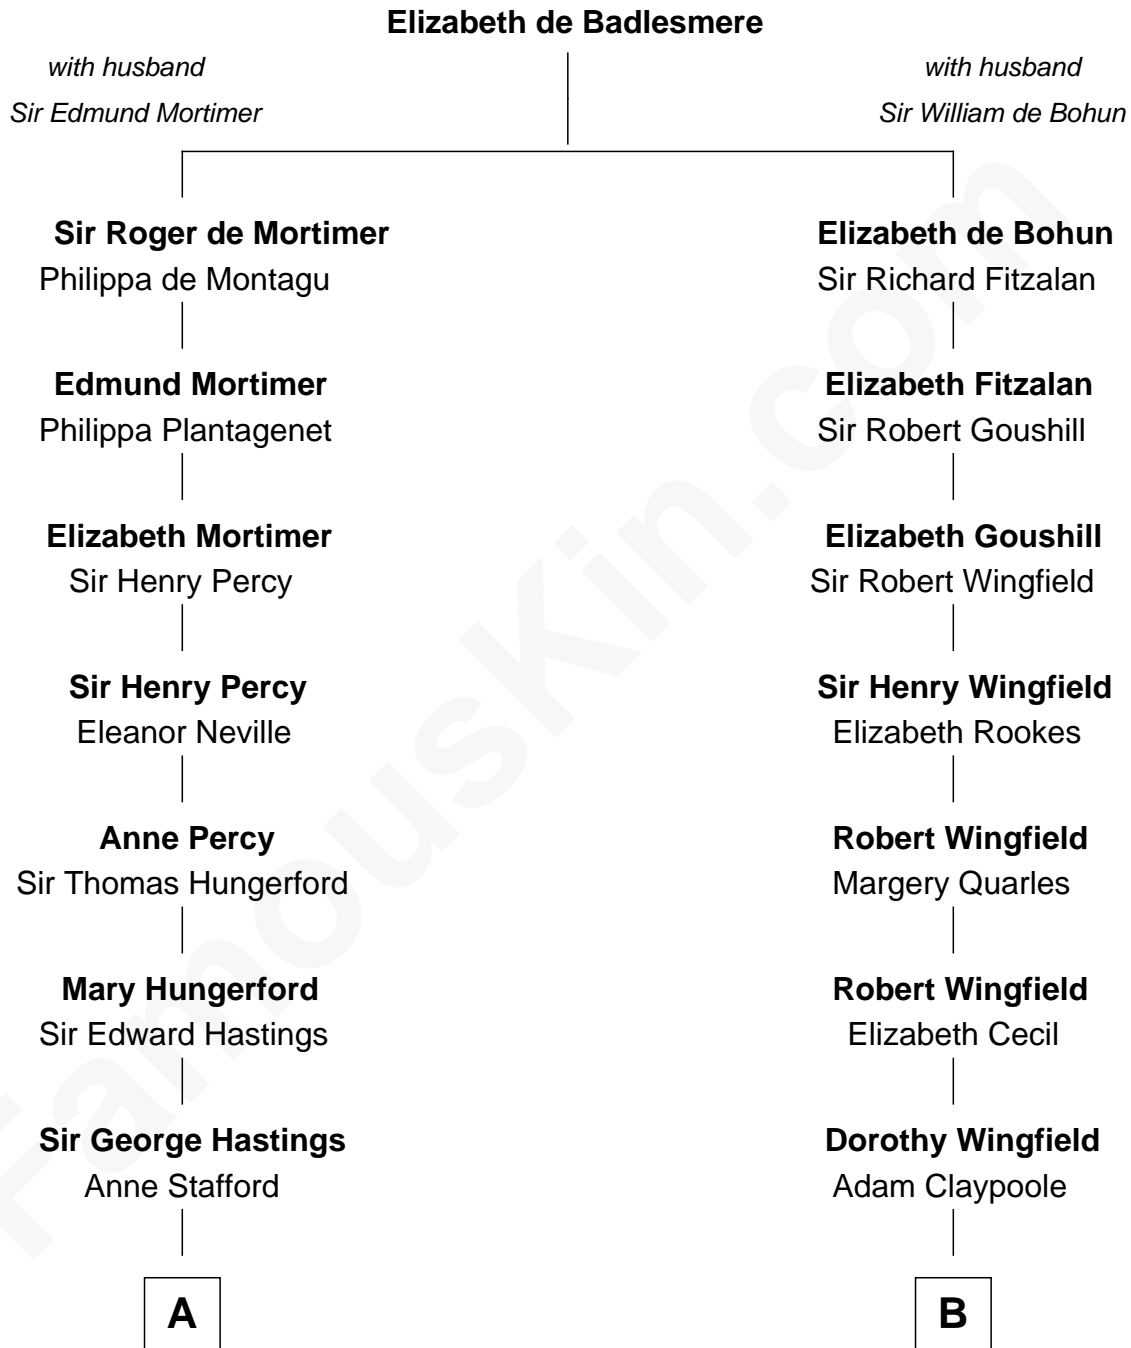 Elizabeth de Badlesmere
with husband
Sir Edmund Mortimer
with husband
Sir William de Bohun
Sir Roger de Mortimer
Philippa de Montagu
Elizabeth de Bohun
Sir Richard Fitzalan
Edmund Mortimer
Philippa Plantagenet
Elizabeth Fitzalan
Sir Robert Goushill
Elizabeth Mortimer
Sir Henry Percy
Elizabeth Goushill
Sir Robert Wingfield
Sir Henry Percy
Eleanor Neville
Sir Henry Wingfield
Elizabeth Rookes
Anne Percy
Sir Thomas Hungerford
Robert Wingfield
Margery Quarles
Mary Hungerford
Sir Edward Hastings
Robert Wingfield
Elizabeth Cecil
Sir George Hastings
Anne Stafford
Dorothy Wingfield
Adam Claypoole
A
B
FamousKin.com